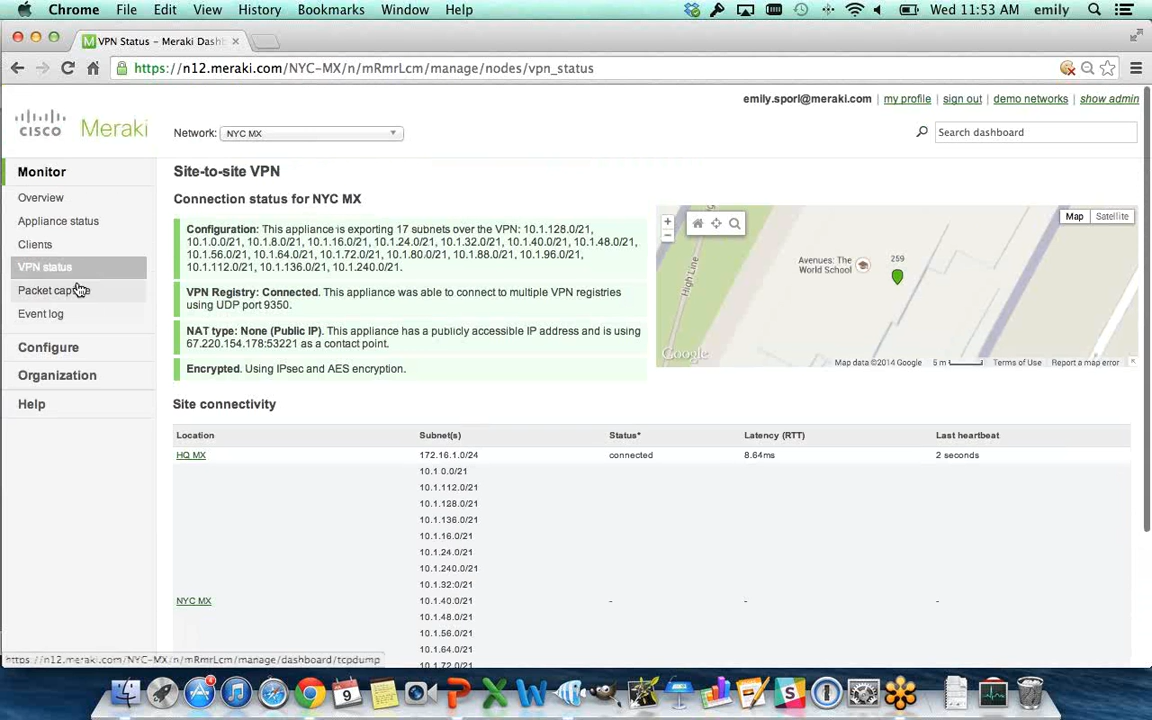 Chrome File Edit View History Bookmarks Window Help Wed 11:53 AM emily
VPN Status – Meraki Dash
https://n12.meraki.com/NYC-MX/n/mRmrLcm/manage/nodes/vpn_status
emily.sporl@meraki.com my profile sign out demo networks show admin
CISCO Meraki
Network: NYC MX
Search dashboard
Monitor
Overview
Appliance status
Clients
VPN status
Packet capture
Event log
Configure
Organization
Help
Site-to-site VPN
Connection status for NYC MX
Configuration: This appliance is exporting 17 subnets over the VPN: 10.1.128.0/21,
10.1.0.0/21, 10.1.8.0/21, 10.1.16.0/21, 10.1.24.0/21, 10.1.32.0/21, 10.1.40.0/21, 10.1.48.0/21,
10.1.56.0/21, 10.1.64.0/21, 10.1.72.0/21, 10.1.80.0/21, 10.1.88.0/21, 10.1.96.0/21,
10.1.112.0/21, 10.1.136.0/21, 10.1.240.0/21.
VPN Registry: Connected. This appliance was able to connect to multiple VPN registries
using UDP port 9350.
NAT type: None (Public IP). This appliance has a publicly accessible IP address and is using
67.220.154.178:53221 as a contact point.
Encrypted. Using IPsec and AES encryption.
+
−
Map Satellite
High Line
Avenues: The
World School
259
Google
Map data ©2014 Google 5 m Terms of Use Report a map error
Site connectivity
Location Subnet(s) Status* Latency (RTT) Last heartbeat
HQ MX 172.16.1.0/24 connected 8.64ms 2 seconds
10.1 0.0/21
10.1.112.0/21
10.1.128.0/21
10.1.136.0/21
10.1.16.0/21
10.1.24.0/21
10.1.240.0/21
10.1.32:0/21
NYC MX 10.1.40.0/21 - - -
10.1.48.0/21
10.1.56.0/21
10.1.64.0/21
10.1.72.0/21
https://n12.meraki.com/NYC-MX/n/mRmrLcm/manage/dashboard/tcpdump
9